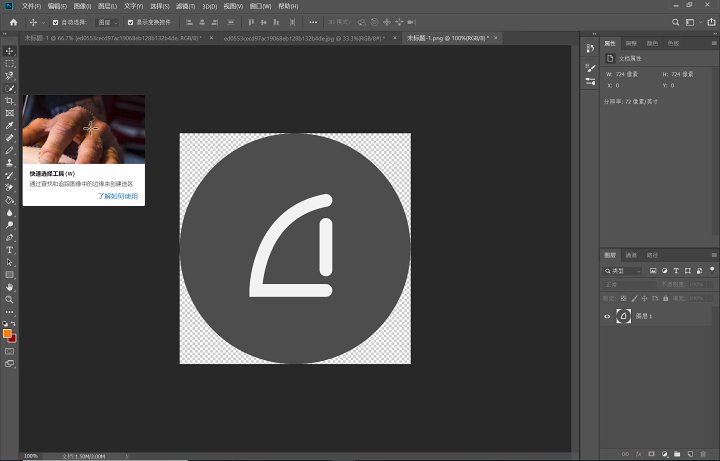 文件(F) 编辑(E) 图像(I) 图层(L) 文字(Y) 选择(S) 滤镜(T) 3D(D) 视图(V) 窗口(W) 帮助(H)
自动选择: 图层 显示变换控件 3D 模式:
未标题-1 @ 66.7% (ed0553cecd97ac19068eb128b132b4de, RGB/8) * ed0553cecd97ac19068eb128b132b4de.jpg @ 33.3%(RGB/8#) * 未标题-1.png @ 100%(RGB/8) *
属性 调整 颜色 色板
文档属性
W: 724 像素 H: 724 像素
X: 0 Y: 0
分辨率: 72 像素/英寸
快速选择工具 (W)
通过查找和追踪图像中的边缘来创建选区
了解如何使用
图层 通道 路径
类型
正常 不透明度: 100%
锁定: 填充: 100%
图层 1
100% 文档:1.50M/2.00M